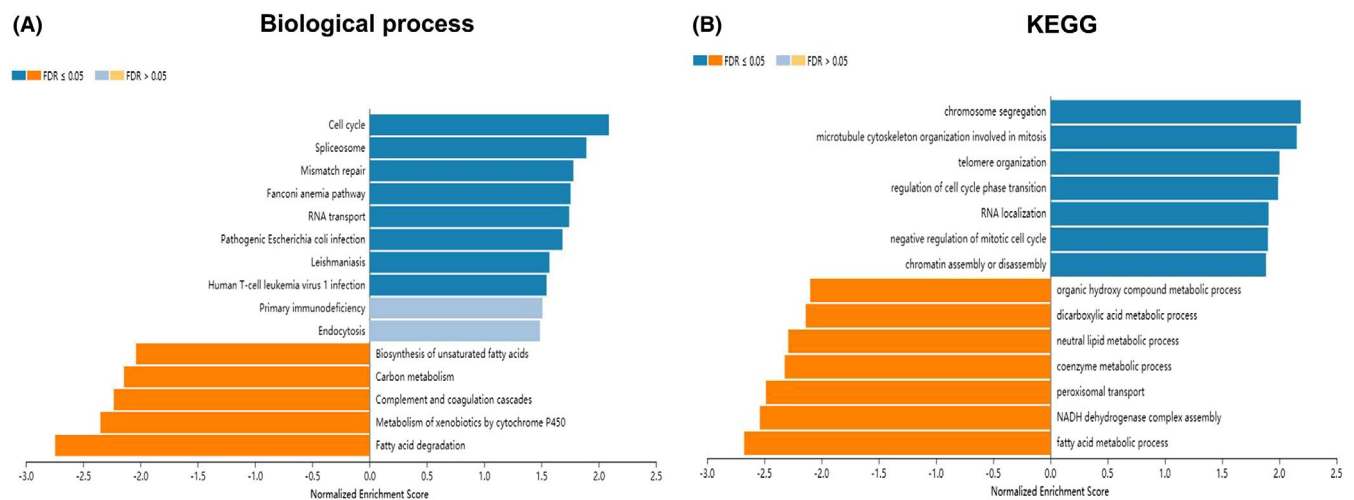 (A)
Biological process
FDR ≤ 0.05
FDR > 0.05
Cell cycle
Spliceosome
Mismatch repair
Fanconi anemia pathway
RNA transport
Pathogenic Escherichia coli infection
Leishmaniasis
Human T-cell leukemia virus 1 infection
Primary immunodeficiency
Endocytosis
Biosynthesis of unsaturated fatty acids
Carbon metabolism
Complement and coagulation cascades
Metabolism of xenobiotics by cytochrome P450
Fatty acid degradation
-3.0 -2.5 -2.0 -1.5 -1.0 -0.5 0.0 0.5 1.0 1.5 2.0 2.5
Normalized Enrichment Score
(B)
KEGG
FDR ≤ 0.05
FDR > 0.05
chromosome segregation
microtubule cytoskeleton organization involved in mitosis
telomere organization
regulation of cell cycle phase transition
RNA localization
negative regulation of mitotic cell cycle
chromatin assembly or disassembly
organic hydroxy compound metabolic process
dicarboxylic acid metabolic process
neutral lipid metabolic process
coenzyme metabolic process
peroxisomal transport
NADH dehydrogenase complex assembly
fatty acid metabolic process
-3.0 -2.5 -2.0 -1.5 -1.0 -0.5 0.0 0.5 1.0 1.5 2.0 2.5
Normalized Enrichment Score